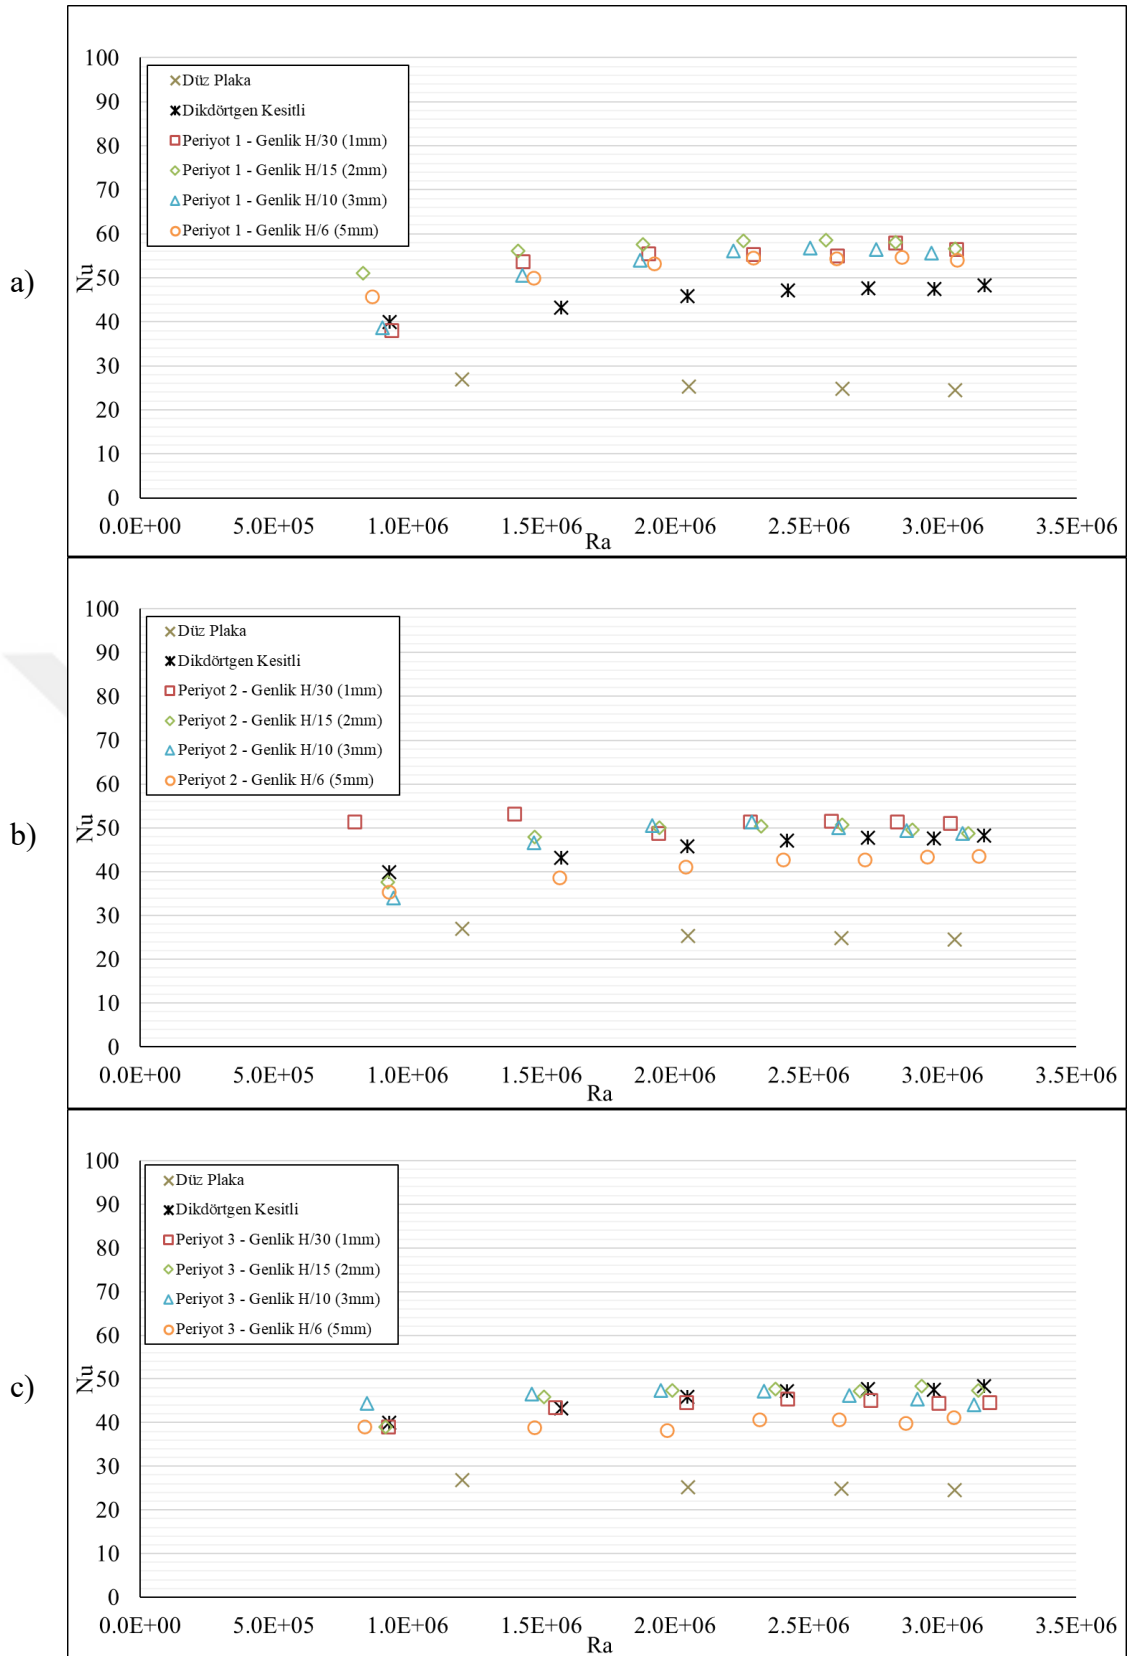 a)
100
90
80
70
60
50
40
30
20
10
0
Nu
Düz Plaka
Dikdörtgen Kesitli
Periyot 1 - Genlik H/30 (1mm)
Periyot 1 - Genlik H/15 (2mm)
Periyot 1 - Genlik H/10 (3mm)
Periyot 1 - Genlik H/6 (5mm)
0.0E+00 5.0E+05 1.0E+06 1.5E+06 2.0E+06 2.5E+06 3.0E+06 3.5E+06
Ra
b)
100
90
80
70
60
50
40
30
20
10
0
Nu
Düz Plaka
Dikdörtgen Kesitli
Periyot 2 - Genlik H/30 (1mm)
Periyot 2 - Genlik H/15 (2mm)
Periyot 2 - Genlik H/10 (3mm)
Periyot 2 - Genlik H/6 (5mm)
0.0E+00 5.0E+05 1.0E+06 1.5E+06 2.0E+06 2.5E+06 3.0E+06 3.5E+06
Ra
c)
100
90
80
70
60
50
40
30
20
10
0
Nu
Düz Plaka
Dikdörtgen Kesitli
Periyot 3 - Genlik H/30 (1mm)
Periyot 3 - Genlik H/15 (2mm)
Periyot 3 - Genlik H/10 (3mm)
Periyot 3 - Genlik H/6 (5mm)
0.0E+00 5.0E+05 1.0E+06 1.5E+06 2.0E+06 2.5E+06 3.0E+06 3.5E+06
Ra